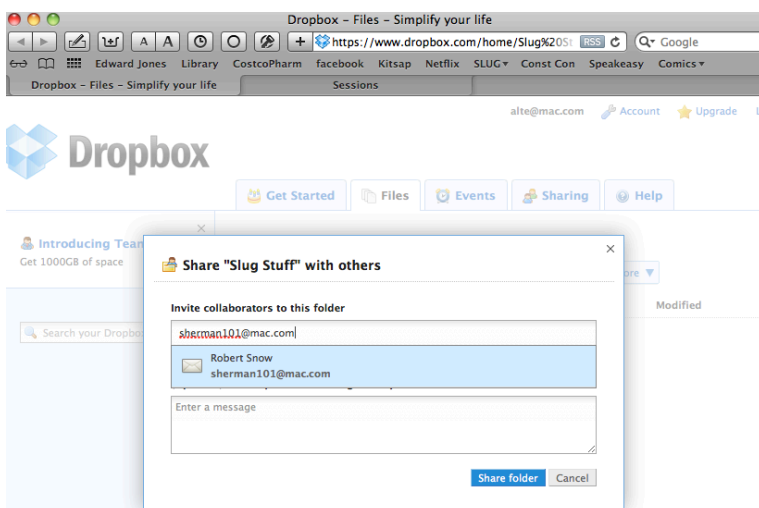 Dropbox – Files – Simplify your life
A A + https://www.dropbox.com/home/Slug%20St RSS Google
Edward Jones Library CostcoPharm facebook Kitsap Netflix SLUG▾ Const Con Speakeasy Comics▾
Dropbox – Files – Simplify your life Sessions
alte@mac.com Account Upgrade
Dropbox
Get Started Files Events Sharing Help
Introducing Team
Get 1000GB of space
Share "Slug Stuff" with others
ore ▼
Invite collaborators to this folder
Modified
Search your Dropbox
sherman101@mac.com
Robert Snow
sherman101@mac.com
Enter a message
Share folder Cancel